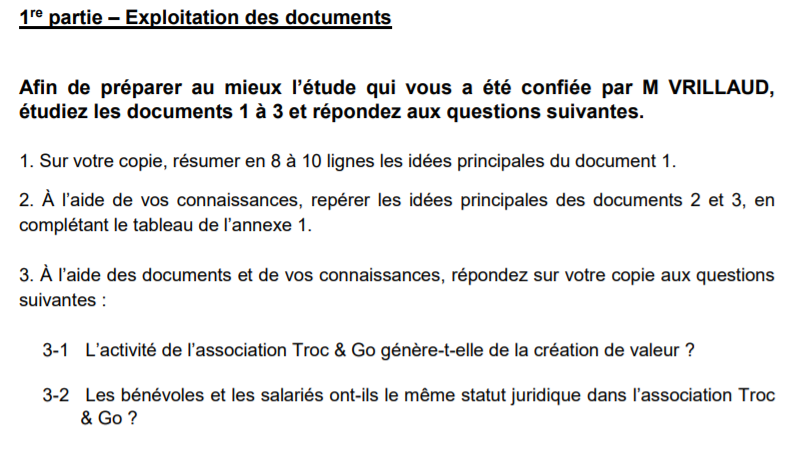 1re partie – Exploitation des documents
Afin de préparer au mieux l'étude qui vous a été confiée par M VRILLAUD,
étudiez les documents 1 à 3 et répondez aux questions suivantes.
1. Sur votre copie, résumer en 8 à 10 lignes les idées principales du document 1.
2. À l'aide de vos connaissances, repérer les idées principales des documents 2 et 3, en
complétant le tableau de l'annexe 1.
3. À l'aide des documents et de vos connaissances, répondez sur votre copie aux questions
suivantes :
3-1 L'activité de l'association Troc & Go génère-t-elle de la création de valeur ?
3-2 Les bénévoles et les salariés ont-ils le même statut juridique dans l'association Troc
& Go ?